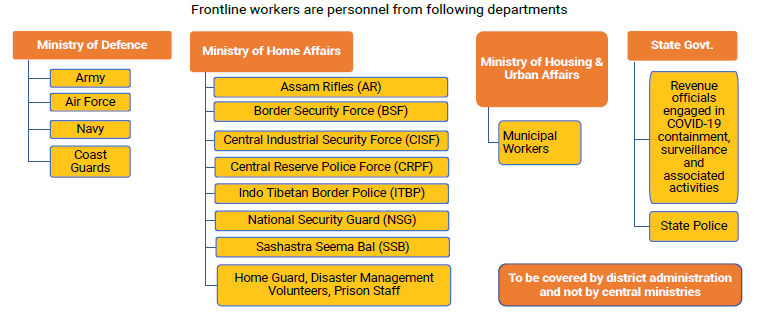 Frontline workers are personnel from following departments
Ministry of Defence
Army
Air Force
Navy
Coast
Guards
Ministry of Home Affairs
Assam Rifles (AR)
Border Security Force (BSF)
Central Industrial Security Force (CISF)
Central Reserve Police Force (CRPF)
Indo Tibetan Border Police (ITBP)
National Security Guard (NSG)
Sashastra Seema Bal (SSB)
Home Guard, Disaster Management
Volunteers, Prison Staff
Ministry of Housing &
Urban Affairs
Municipal
Workers
State Govt.
Revenue
officials
engaged in
COVID-19
containment,
surveillance
and
associated
activities
State Police
To be covered by district administration
and not by central ministries